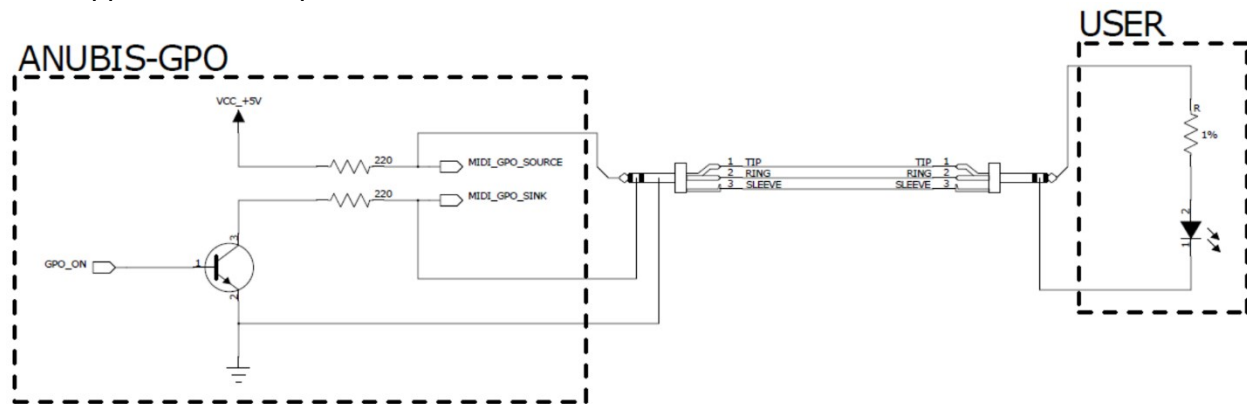 ANUBIS-GPO
USER
VCC_+5V
220
MIDI_GPO_SOURCE
220
MIDI_GPO_SINK
3
GPO_ON
1
2
1 TIP
2 RING
3 SLEEVE
TIP 1
RING 2
SLEEVE 3
R
1%
2
1